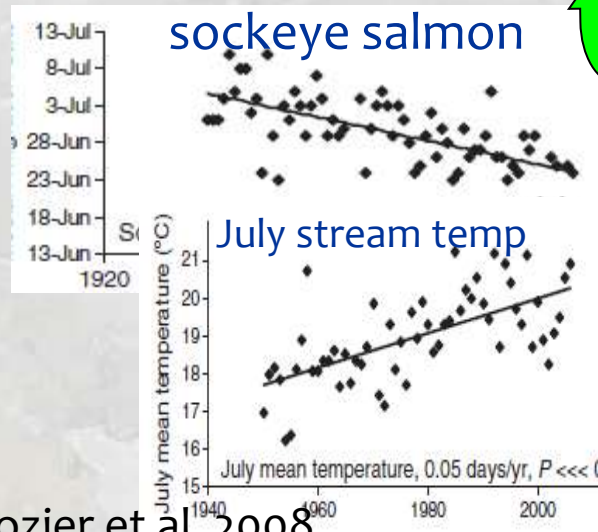 sockeye salmon
13-Jul
8-Jul
3-Jul
28-Jun
23-Jun
18-Jun
13-Jun
1920
July stream temp
July mean temperature (°C)
21
20
19
18
17
16
15
July mean temperature, 0.05 days/yr, P <<<
1940
1960
1980
2000
ozier et al. 2008